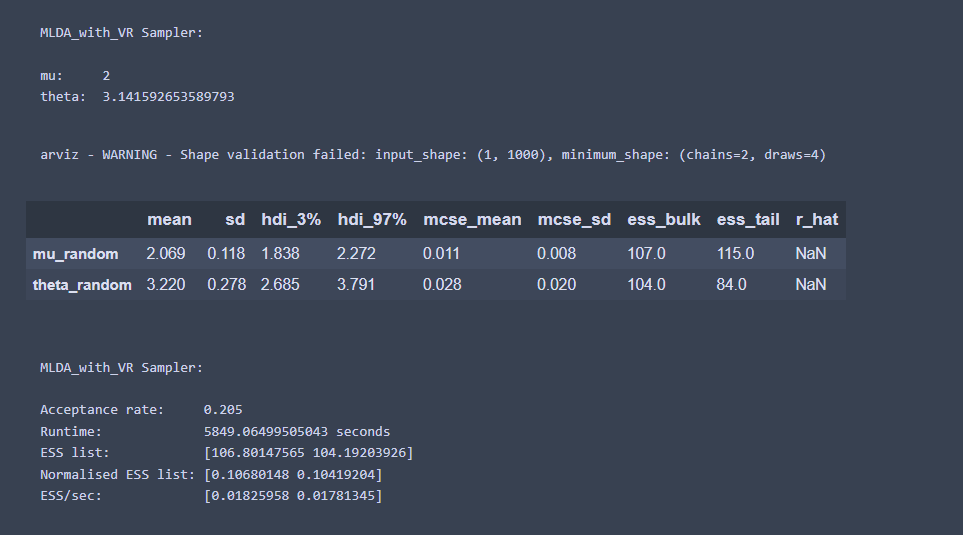 MLDA_with_VR Sampler:
mu: 2
theta: 3.141592653589793
arviz - WARNING - Shape validation failed: input_shape: (1, 1000), minimum_shape: (chains=2, draws=4)
mean sd hdi_3% hdi_97% mcse_mean mcse_sd ess_bulk ess_tail r_hat
mu_random 2.069 0.118 1.838 2.272 0.011 0.008 107.0 115.0 NaN
theta_random 3.220 0.278 2.685 3.791 0.028 0.020 104.0 84.0 NaN
MLDA_with_VR Sampler:
Acceptance rate: 0.205
Runtime: 5849.06499505043 seconds
ESS list: [106.80147565 104.19203926]
Normalised ESS list: [0.10680148 0.10419204]
ESS/sec: [0.01825958 0.01781345]